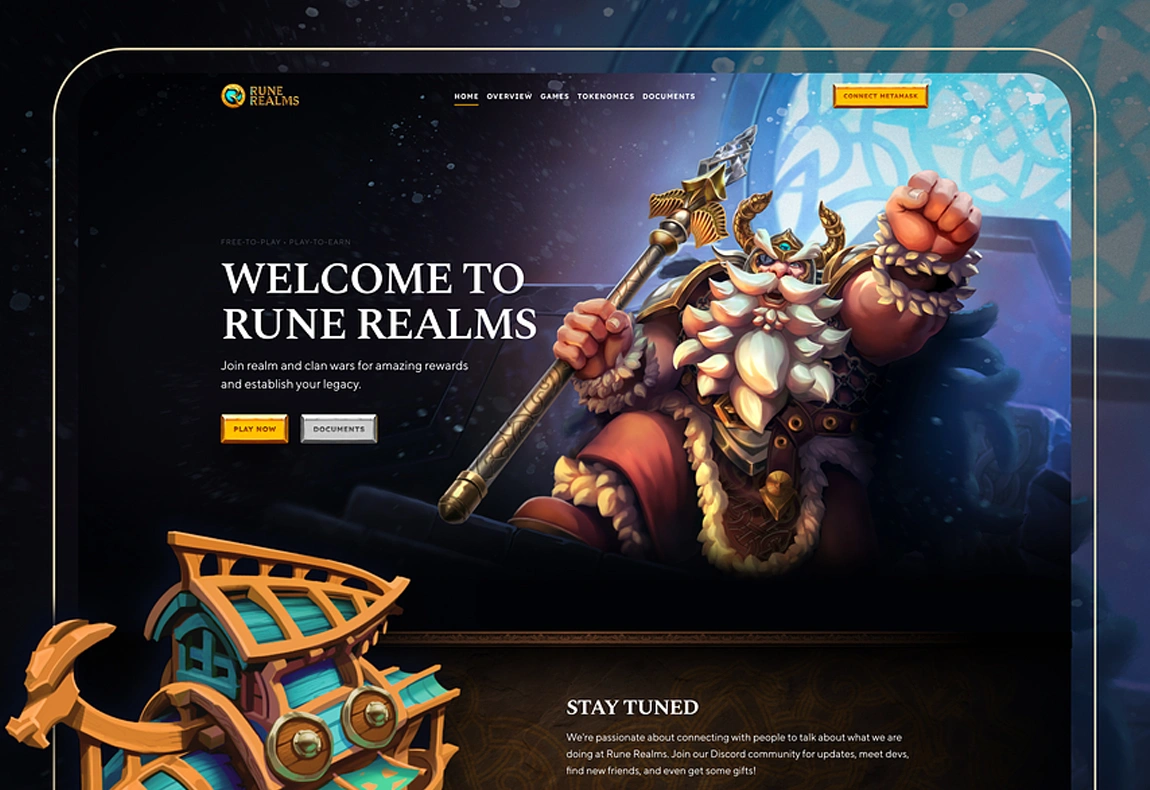 RUNE
REALMS
HOME OVERVIEW GAMES TOKENOMICS DOCUMENTS
CONNECT METAMASK
FREE-TO-PLAY • PLAY-TO-EARN
WELCOME TO
RUNE REALMS
Join realm and clan wars for amazing rewards
and establish your legacy.
PLAY NOW DOCUMENTS
STAY TUNED
We're passionate about connecting with people to talk about what we are
doing at Rune Realms. Join our Discord community for updates, meet devs,
find new friends, and even get some gifts!